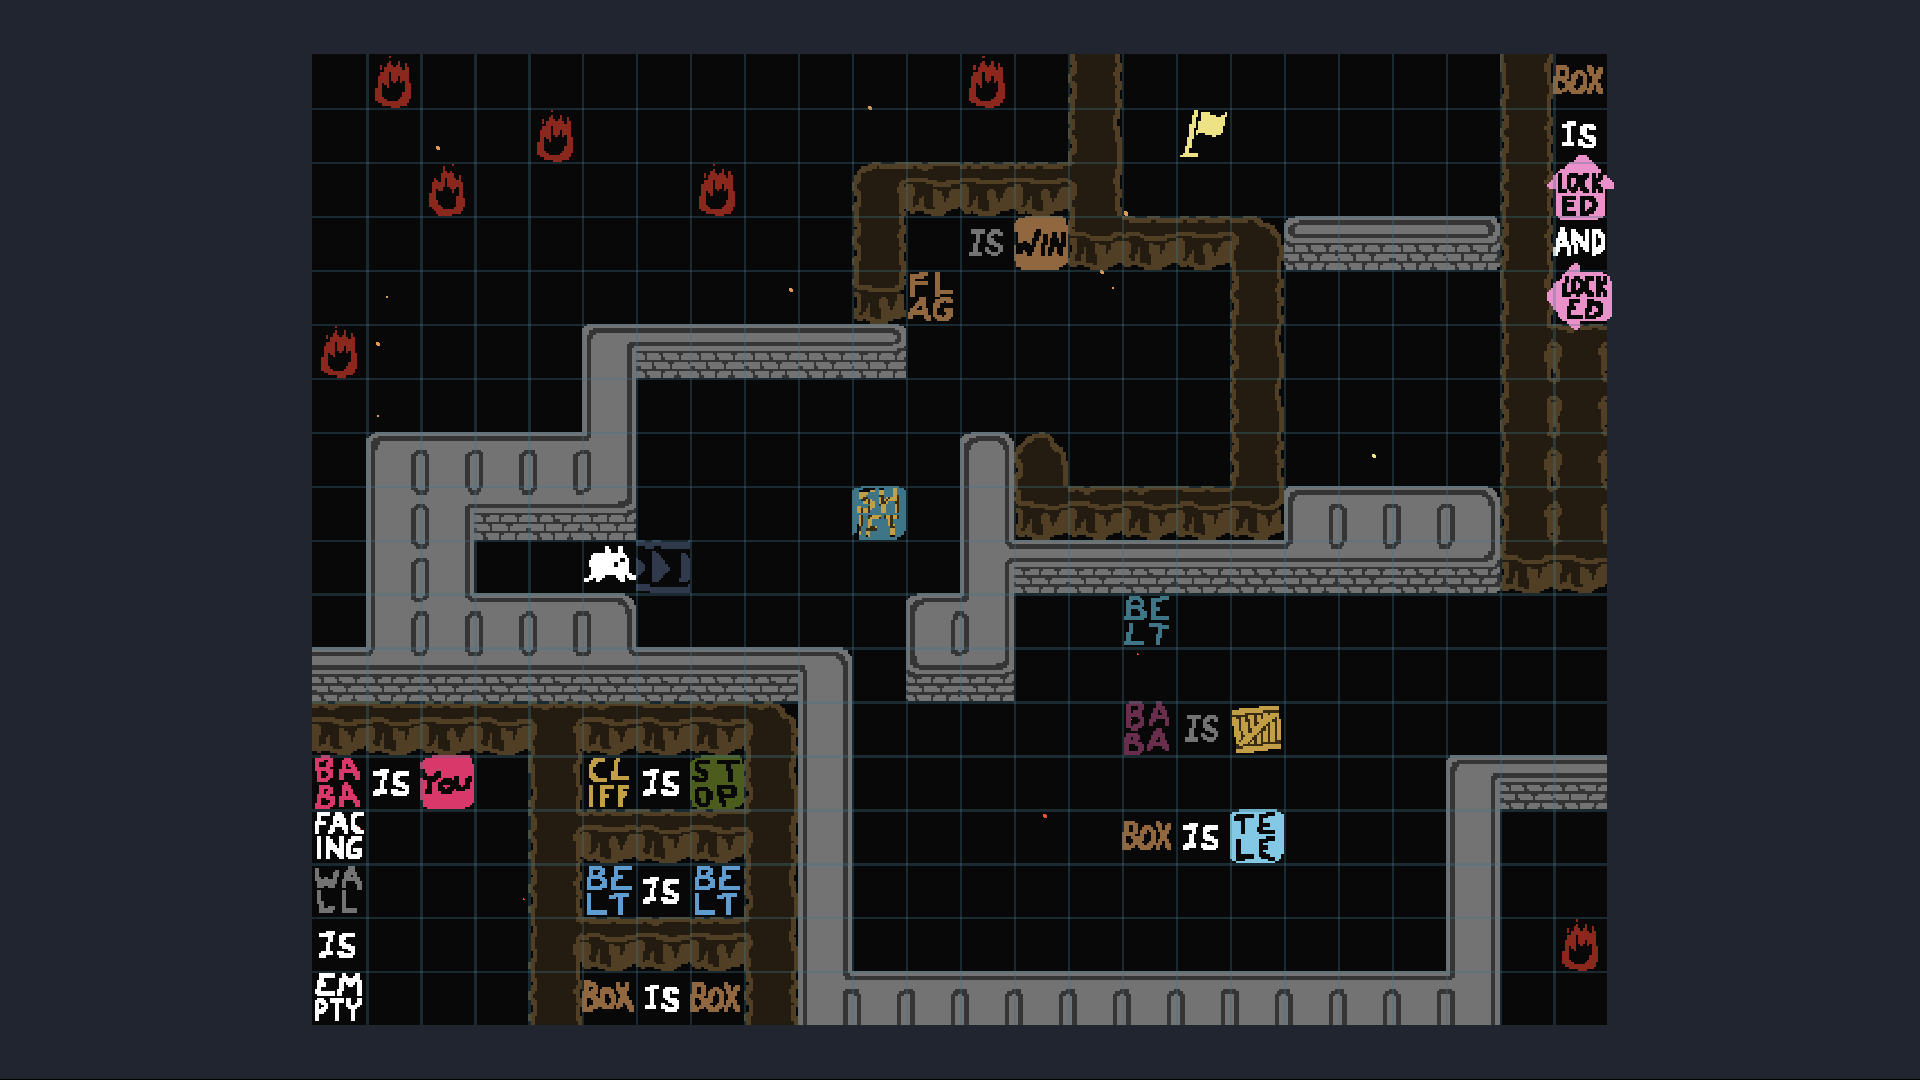 BOX
IS
LOCKED
IS WIN
AND
FLAG
LOCKED
SHIFT
BELT
BABA IS
BABA IS YOU
CLIFF IS STOP
FACING
BOX IS TELE
WALL
BELT IS BELT
IS
EMPTY
BOX IS BOX